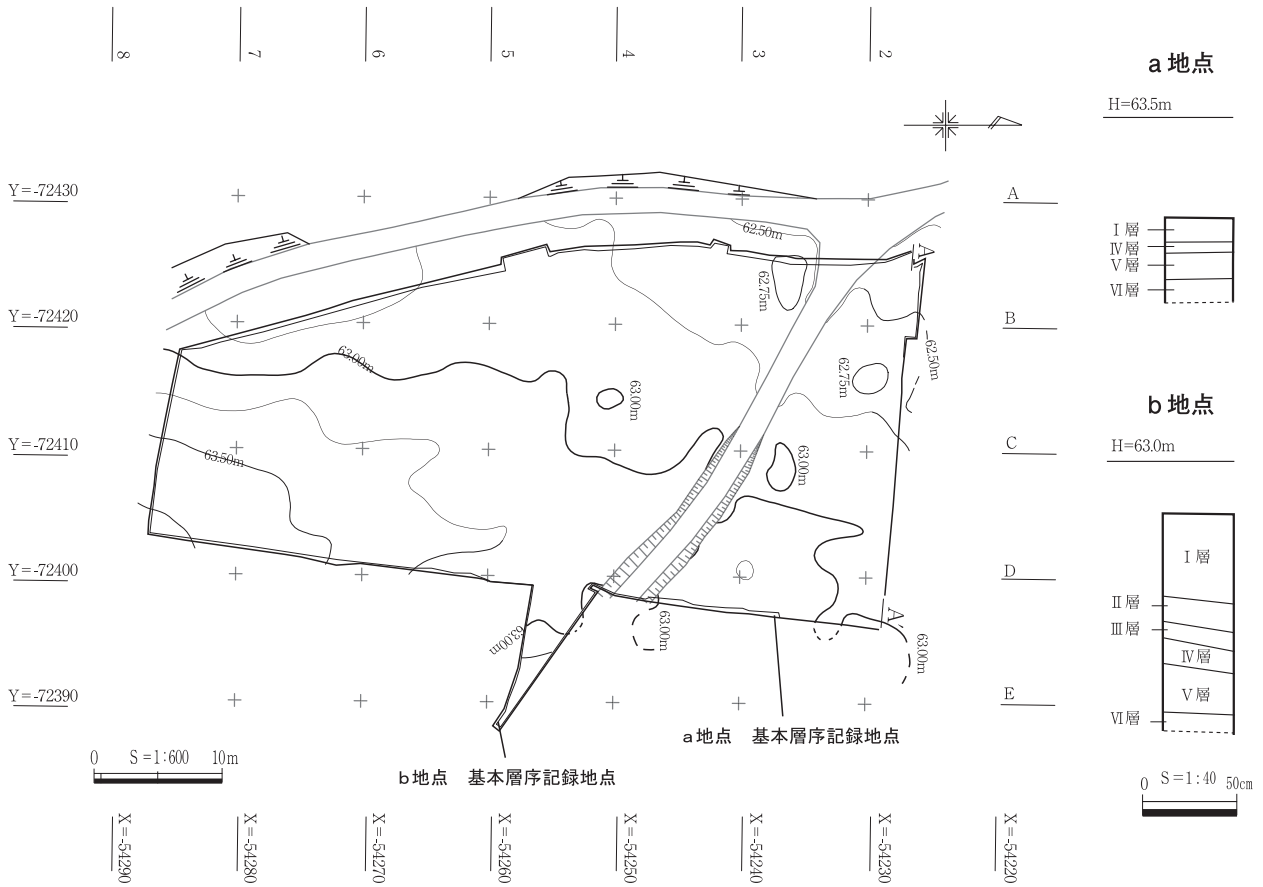 8
7
6
5
4
3
2
a地点
H=63.5m
Y=-72430
A
Ⅰ層
Ⅳ層
Ⅴ層
Ⅵ層
62.50m
A
62.75m
Y=-72420
B
62.50m
63.00m
62.75m
63.00m
b地点
H=63.0m
Y=-72410
C
63.50m
63.00m
Y=-72400
D
Ⅰ層
Ⅱ層
Ⅲ層
Ⅳ層
Ⅴ層
Ⅵ層
63.00m
63.00m
A'
63.00m
Y=-72390
E
a地点 基本層序記録地点
b地点 基本層序記録地点
0 S=1:600 10m
0 S=1:40 50cm
X=-54290
X=-54280
X=-54270
X=-54260
X=-54250
X=-54240
X=-54230
X=-54220